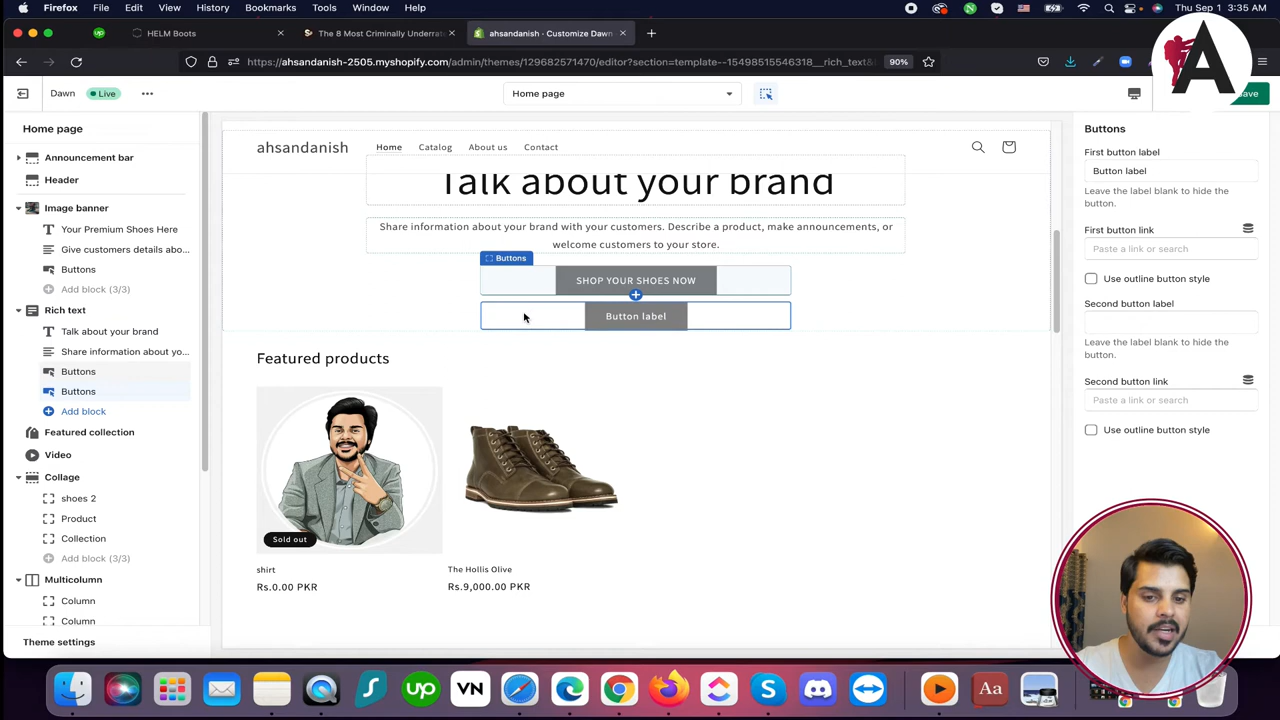 Firefox File Edit View History Bookmarks Tools Window Help
Thu Sep 1 3:35 AM
HELM Boots
The 8 Most Criminally Underrat
ahsandanish · Customize Dawn
https://ahsandanish-2505.myshopify.com/admin/themes/129682571470/editor?section=template--15498515546318__rich_text&
90%
Dawn Live
Home page
Save
Home page
Announcement bar
Header
Image banner
Your Premium Shoes Here
Give customers details abo...
Buttons
Add block (3/3)
Rich text
Talk about your brand
Share information about yo...
Buttons
Buttons
Add block
Featured collection
Video
Collage
shoes 2
Product
Collection
Add block (3/3)
Multicolumn
Column
Column
Theme settings
ahsandanish
Home Catalog About us Contact
Talk about your brand
Share information about your brand with your customers. Describe a product, make announcements, or
welcome customers to your store.
Buttons
SHOP YOUR SHOES NOW
Button label
Featured products
Sold out
shirt
Rs.0.00 PKR
The Hollis Olive
Rs.9,000.00 PKR
Buttons
First button label
Button label
Leave the label blank to hide the
button.
First button link
Paste a link or search
Use outline button style
Second button label
Leave the label blank to hide the
button.
Second button link
Paste a link or search
Use outline button style
up
VN
Aa